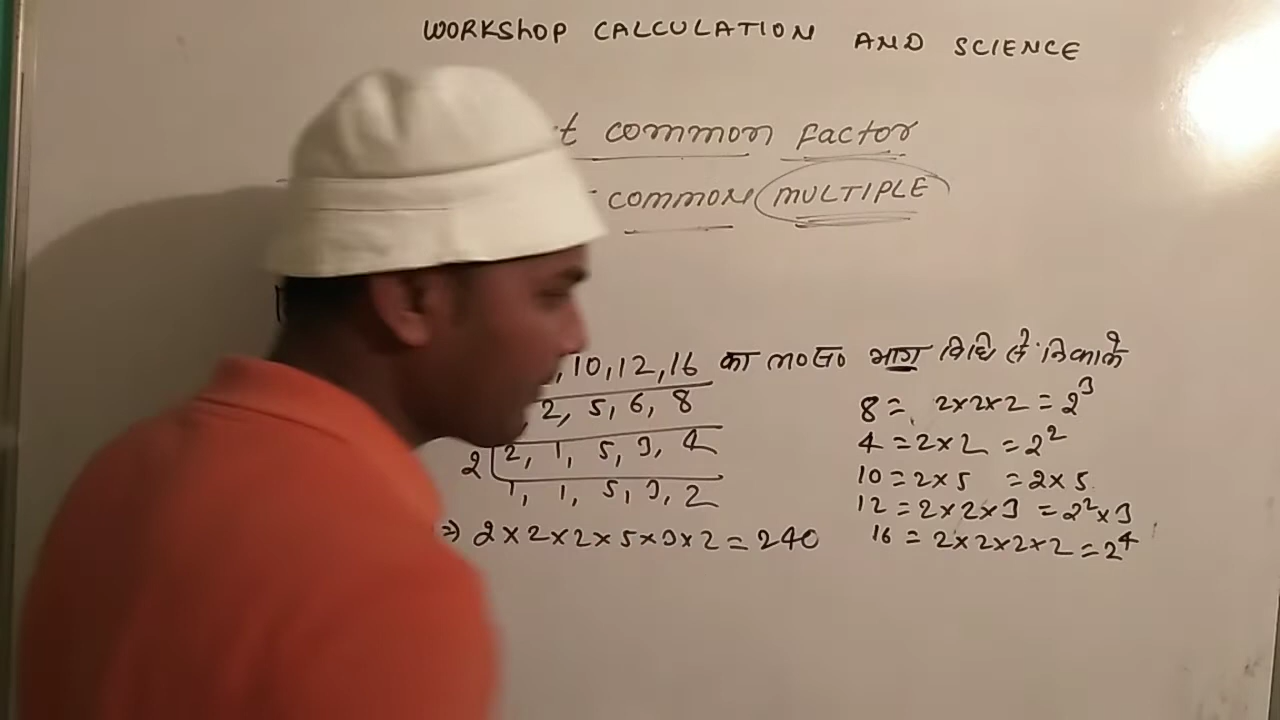 WORKSHOP CALCULATION AND SCIENCE
t common factor
common MULTIPLE
, 10, 12, 16 का ल०स० भाग विधि से निकाले
2, 5, 6, 8
2 2, 1, 5, 3, 4
1, 1, 5, 3, 2
⇒ 2×2×2×5×3×2=240
8 = 2×2×2 = 2³
4 = 2×2 = 2²
10 = 2×5 = 2×5
12 = 2×2×3 = 2²×3
16 = 2×2×2×2 = 2⁴